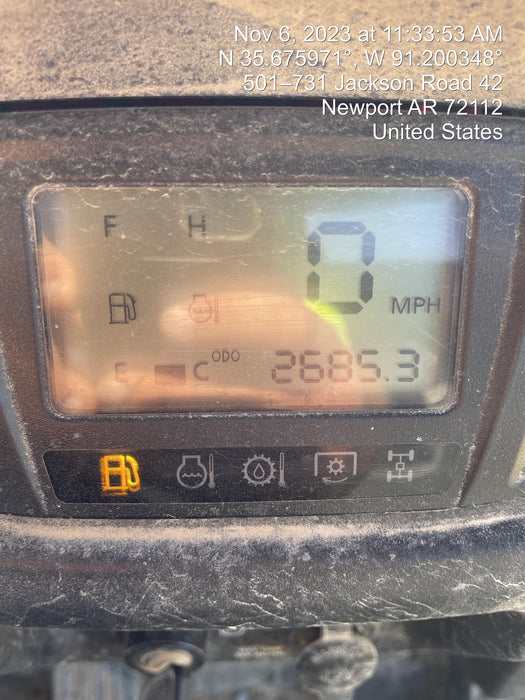 Nov 6, 2023 at 11:33:53 AM
N 35.675971°, W 91.200348°
501–731 Jackson Road 42
Newport AR 72112
United States
F H 0 MPH
E C ODO 2685.3